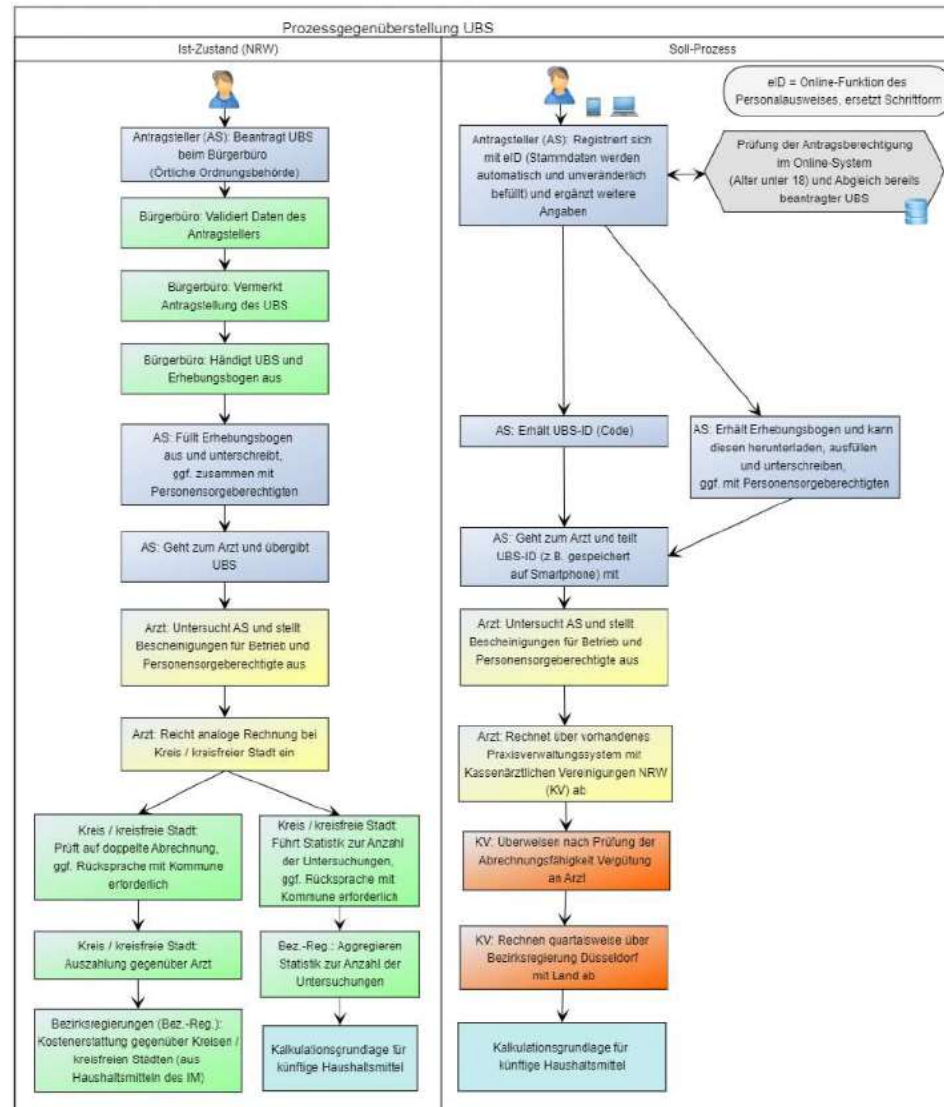 Prozessgegenüberstellung UBS
Ist-Zustand (NRW)
Antragsteller (AS): Beantragt UBS
beim Bürgerbüro
(Örtliche Ordnungsbehörde)
Bürgerbüro: Validiert Daten des
Antragstellers
Bürgerbüro: Vermerkt
Antragstellung des UBS
Bürgerbüro: Händigt UBS und
Erhebungsbogen aus
AS: Füllt Erhebungsbogen
aus und unterschreibt,
ggf. zusammen mit
Personensorgeberechtigten
AS: Geht zum Arzt und übergibt
UBS
Arzt: Untersucht AS und stellt
Bescheinigungen für Betrieb und
Personensorgeberechtigte aus
Arzt: Reicht analoge Rechnung bei
Kreis / kreisfreier Stadt ein
Kreis / kreisfreie Stadt:
Prüft auf doppelte Abrechnung,
ggf. Rücksprache mit Kommune
erforderlich
Kreis / kreisfreie Stadt:
Auszahlung gegenüber Arzt
Bezirksregierungen (Bez.-Reg.):
Kostenerstattung gegenüber Kreisen /
kreisfreien Städten (aus
Haushaltsmitteln des IM)
Kreis / kreisfreie Stadt:
Führt Statistik zur Anzahl
der Untersuchungen,
ggf. Rücksprache mit
Kommune erforderlich
Bez.-Reg.: Aggregieren
Statistik zur Anzahl der
Untersuchungen
Kalkulationsgrundlage für
künftige Haushaltsmittel
Soll-Prozess
eID = Online-Funktion des
Personalausweises, ersetzt Schriftform
Antragsteller (AS): Registriert sich
mit eID (Stammdaten werden
automatisch und unveränderlich
befüllt) und ergänzt weitere
Angaben
Prüfung der Antragsberechtigung
im Online-System
(Alter unter 18) und Abgleich bereits
beantragter UBS
AS: Erhält UBS-ID (Code)
AS: Erhält Erhebungsbogen und kann
diesen herunterladen, ausfüllen
und unterschreiben,
ggf. mit Personensorgeberechtigten
AS: Geht zum Arzt und teilt
UBS-ID (z.B. gespeichert
auf Smartphone) mit
Arzt: Untersucht AS und stellt
Bescheinigungen für Betrieb und
Personensorgeberechtigte aus
Arzt: Rechnet über vorhandenes
Praxisverwaltungssystem mit
Kassenärztlichen Vereinigungen NRW
(KV) ab
KV: Überweisen nach Prüfung der
Abrechnungsfähigkeit Vergütung
an Arzt
KV: Rechnen quartalsweise über
Bezirksregierung Düsseldorf
mit Land ab
Kalkulationsgrundlage für
künftige Haushaltsmittel